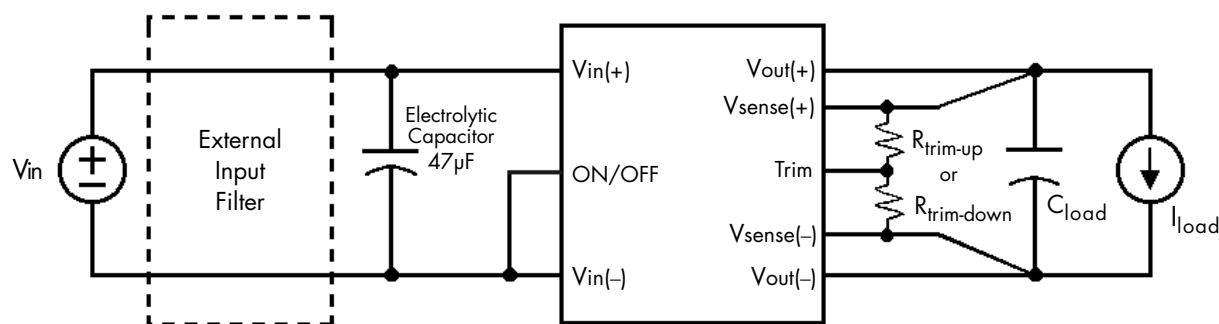 Vin
External
Input
Filter
Electrolytic
Capacitor
47µF
Vin(+)
ON/OFF
Vin(–)
Vout(+)
Vsense(+)
Trim
Vsense(–)
Vout(–)
Rtrim-up
or
Rtrim-down
Cload
Iload